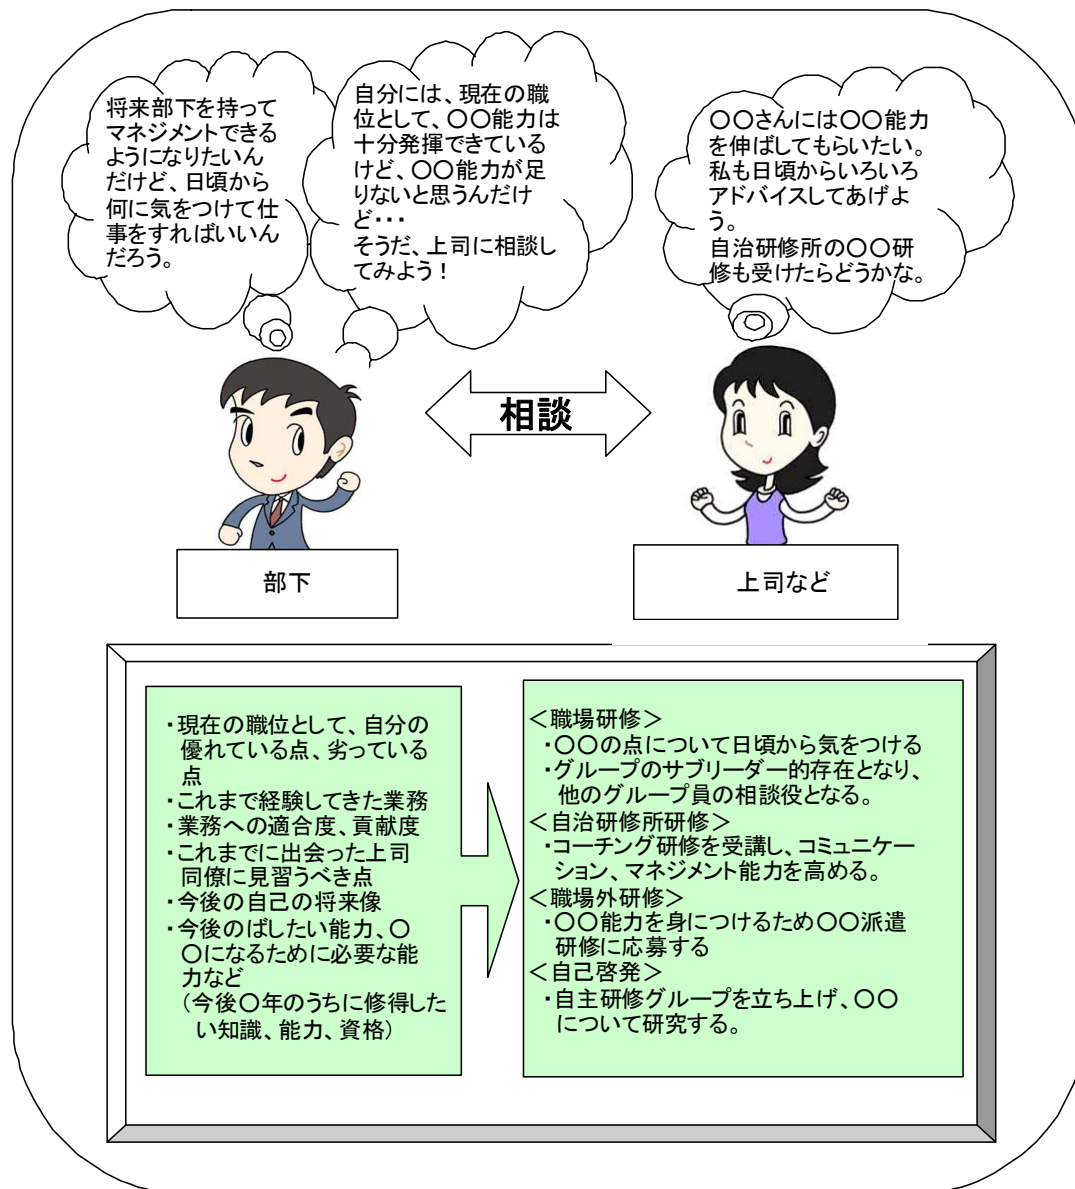 将来部下を持って
マネジメントできる
ようになりたいん
だけど、日頃から
何に気をつけて仕
事をすればいいん
だろう。
自分には、現在の職
位として、〇〇能力は
十分発揮できている
けど、〇〇能力が足
りないと思うんだけ
ど・・・
そうだ、上司に相談し
てみよう！
〇〇さんには〇〇能力
を伸ばしてもらいたい。
私も日頃からいろいろ
アドバイスしてあげよ
う。
自治研修所の〇〇研
修も受けたらどうかな。
相談
部下
上司など
・現在の職位として、自分の
優れている点、劣っている
点
・これまで経験してきた業務
・業務への適合度、貢献度
・これまでに出会った上司
同僚に見習うべき点
・今後の自己の将来像
・今後のばしたい能力、〇
〇になるために必要な能
力など
（今後〇年のうちに修得した
い知識、能力、資格）
＜職場研修＞
・〇〇の点について日頃から気をつける
・グループのサブリーダー的存在となり、
他のグループ員の相談役となる。
＜自治研修所研修＞
・コーチング研修を受講し、コミュニケー
ション、マネジメント能力を高める。
＜職場外研修＞
・〇〇能力を身につけるため〇〇派遣
研修に応募する
＜自己啓発＞
・自主研修グループを立ち上げ、〇〇
について研究する。